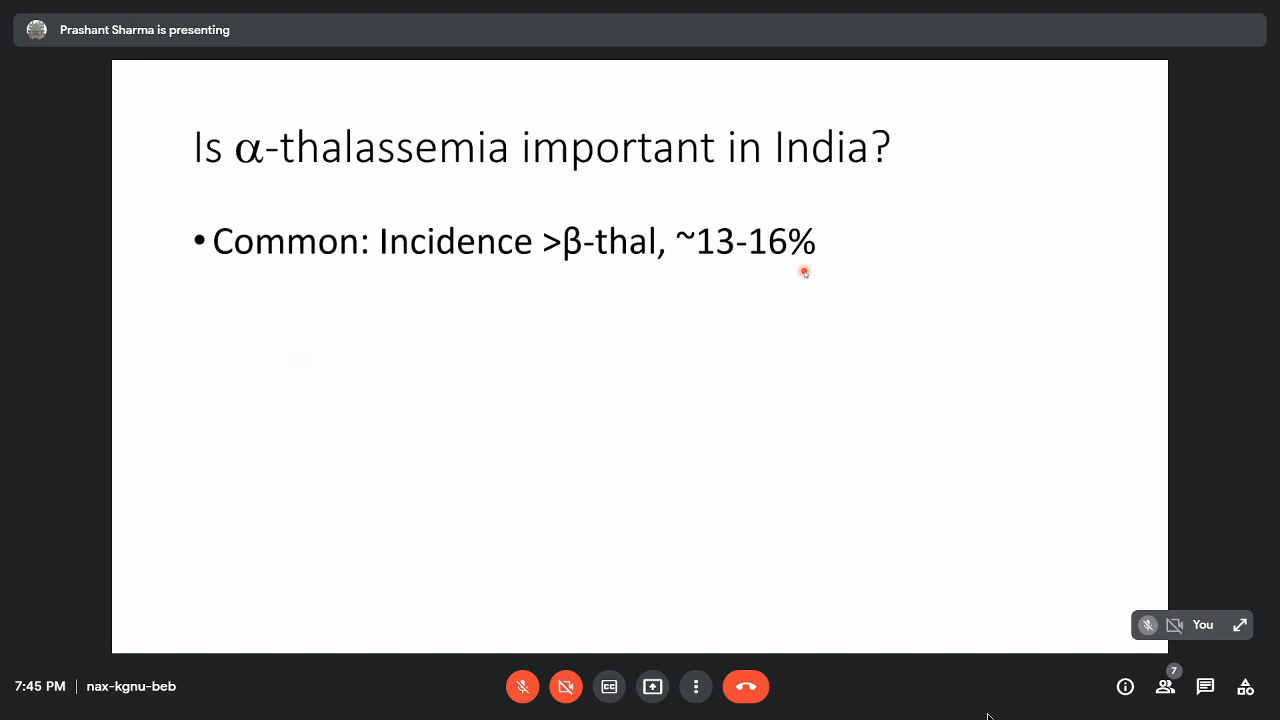 Prashant Sharma is presenting
Is α-thalassemia important in India?
• Common: Incidence >β-thal, ~13-16%
You
7
7:45 PM | nax-kgnu-beb